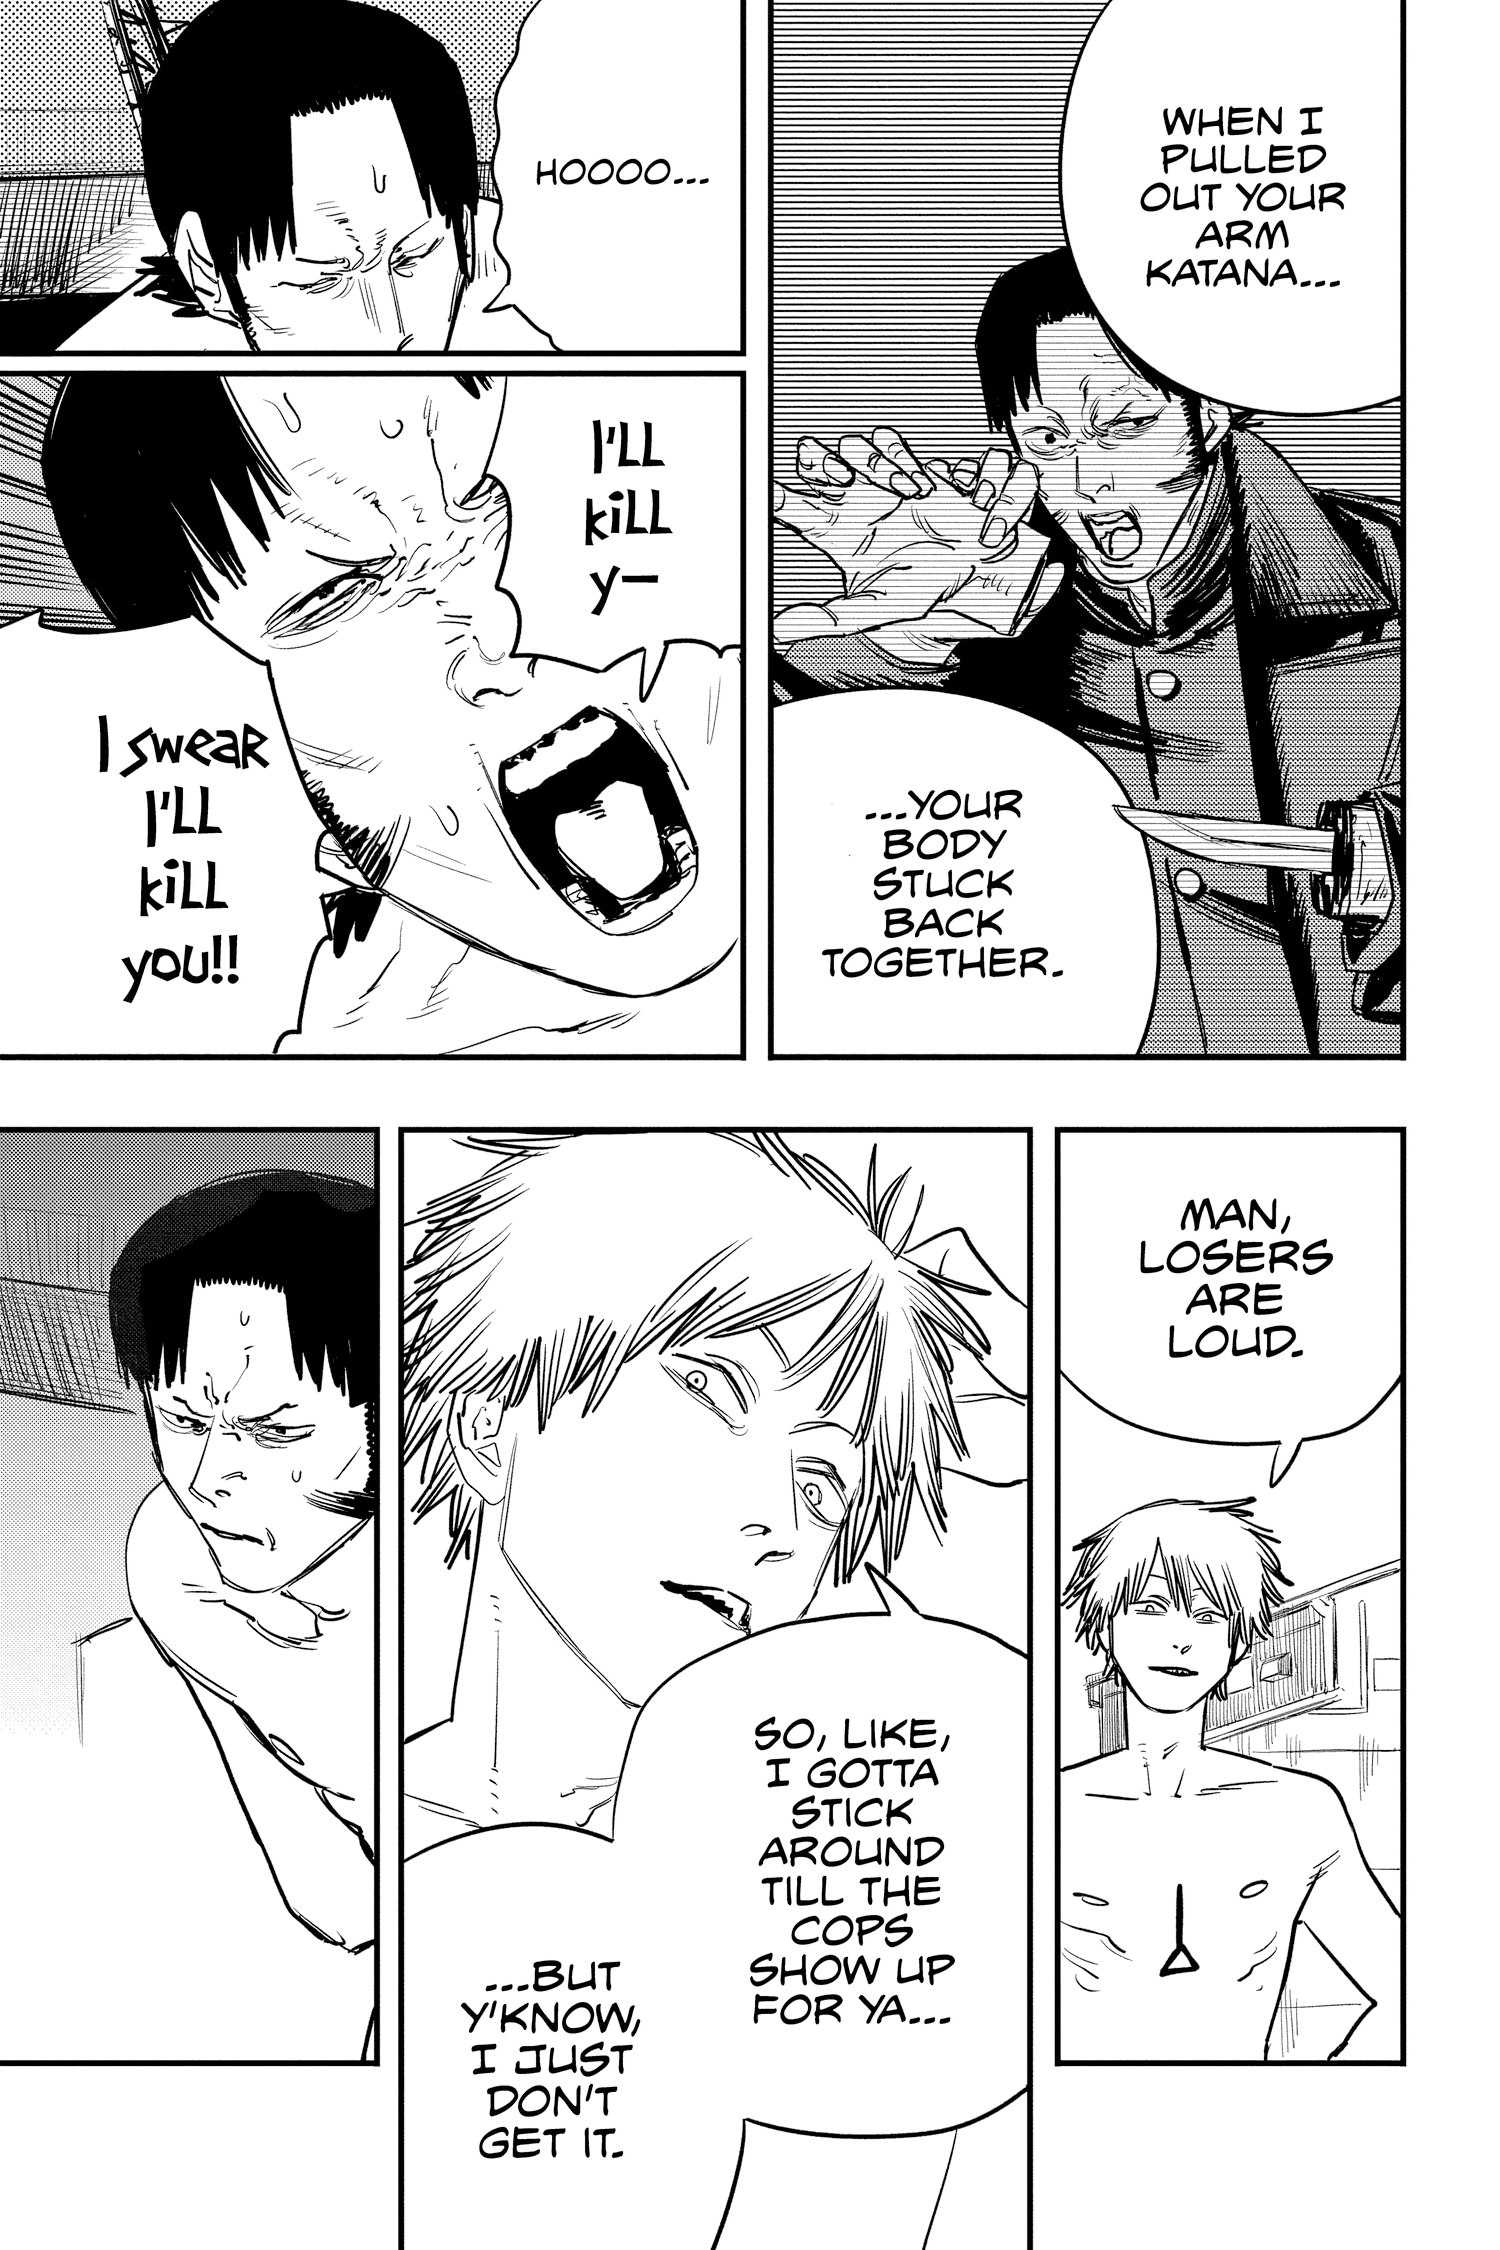 WHEN I
PULLED
OUT YOUR
ARM
KATANA...
...YOUR
BODY
STUCK
BACK
TOGETHER.
HOOOO...
I'LL
KILL
Y—
I SWEAR
I'LL
KILL
YOU!!
MAN,
LOSERS
ARE
LOUD.
SO, LIKE,
I GOTTA
STICK
AROUND
TILL THE
COPS
SHOW UP
FOR YA...
...BUT
Y'KNOW,
I JUST
DON'T
GET IT.